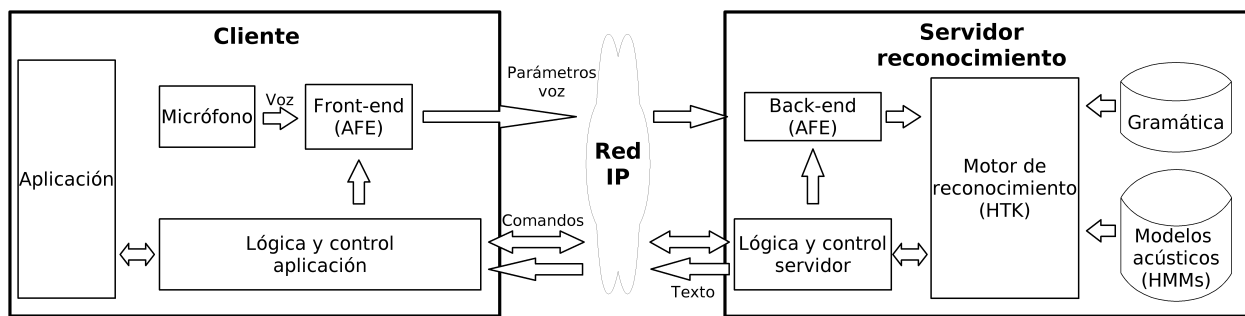 Cliente
Aplicación
Micrófono
Voz
Front-end
(AFE)
Lógica y control
aplicación
Parámetros
voz
Red
IP
Comandos
Texto
Servidor
reconocimiento
Back-end
(AFE)
Lógica y control
servidor
Motor de
reconocimiento
(HTK)
Gramática
Modelos
acústicos
(HMMs)